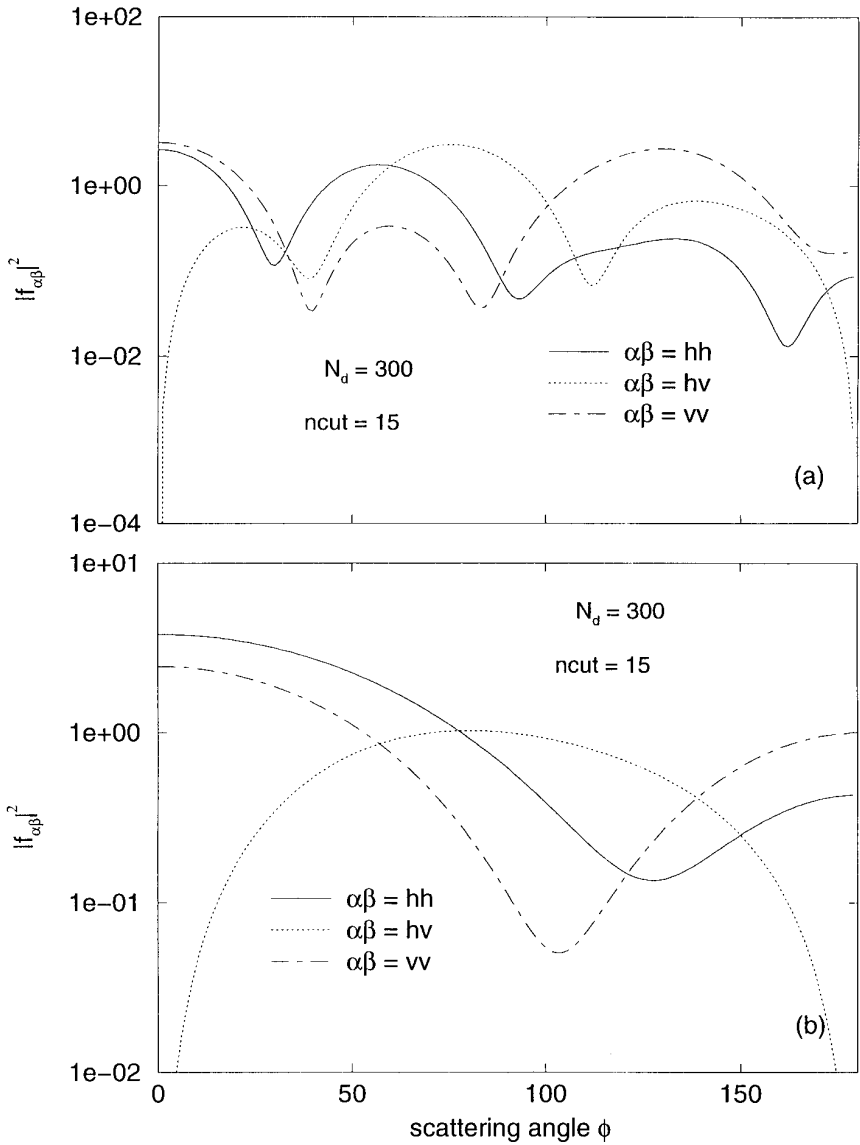 1e+02
1e+00
1e−02
1e−04
|f_αβ|²
N_d = 300
ncut = 15
αβ = hh
αβ = hv
αβ = vv
(a)
1e+01
1e+00
1e−01
1e−02
|f_αβ|²
N_d = 300
ncut = 15
αβ = hh
αβ = hv
αβ = vv
(b)
0 50 100 150
scattering angle ϕ